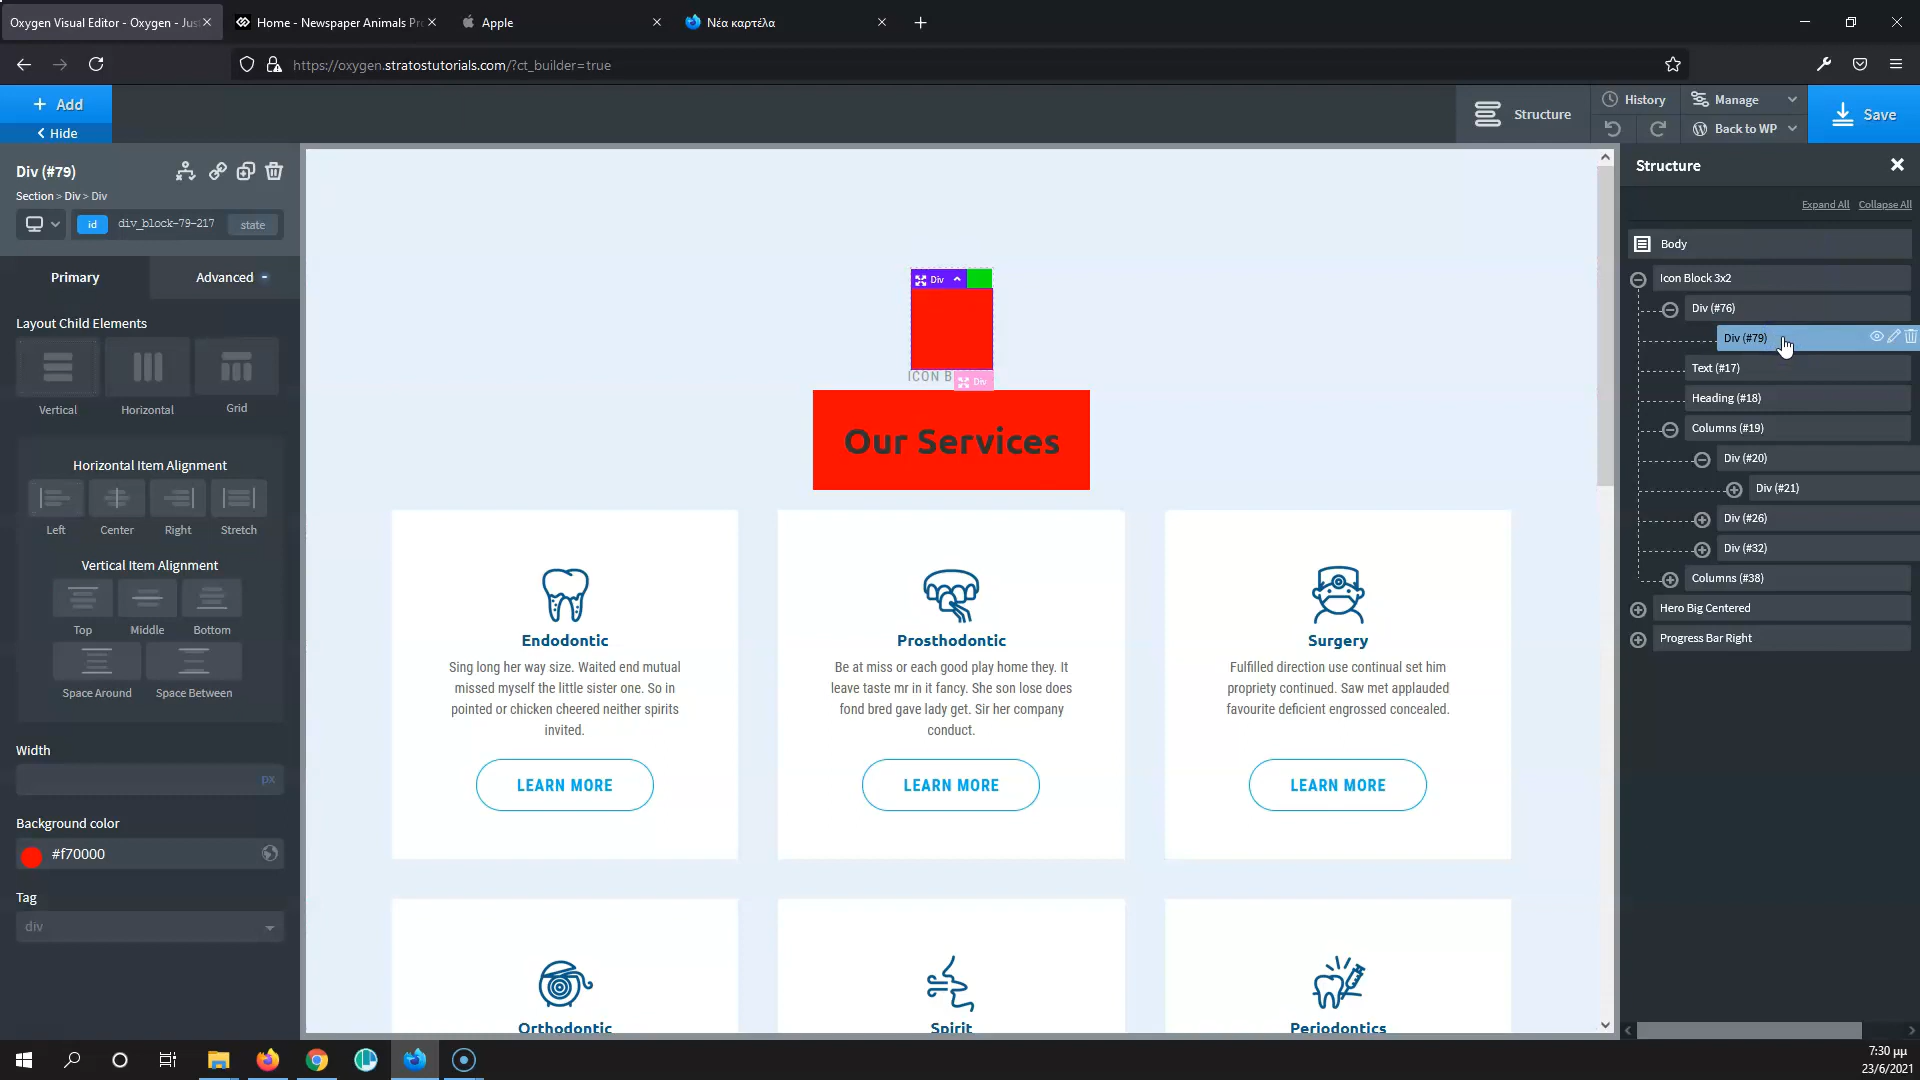 Oxygen Visual Editor - Oxygen - Jus
Home - Newspaper Animals Pr
Apple
Νέα καρτέλα
https://oxygen.stratostutorials.com/?ct_builder=true
Add
Hide
Structure
History
Manage
Back to WP
Save
Div (#79)
Section > Div > Div
id
div_block-79-217
state
Primary
Advanced
Layout Child Elements
Vertical
Horizontal
Grid
Horizontal Item Alignment
Left
Center
Right
Stretch
Vertical Item Alignment
Top
Middle
Bottom
Space Around
Space Between
Width
px
Background color
#f70000
Tag
div
Div
ICON B
Div
Our Services
Endodontic
Sing long her way size. Waited end mutual
missed myself the little sister one. So in
pointed or chicken cheered neither spirits
invited.
LEARN MORE
Prosthodontic
Be at miss or each good play home they. It
leave taste mr in it fancy. She son lose does
fond bred gave lady get. Sir her company
conduct.
LEARN MORE
Surgery
Fulfilled direction use continual set him
propriety continued. Saw met applauded
favourite deficient engrossed concealed.
LEARN MORE
Orthodontic
Spirit
Periodontics
Structure
Expand All
Collapse All
Body
Icon Block 3x2
Div (#76)
Div (#79)
Text (#17)
Heading (#18)
Columns (#19)
Div (#20)
Div (#21)
Div (#26)
Div (#32)
Columns (#38)
Hero Big Centered
Progress Bar Right
7:30 μμ
23/6/2021